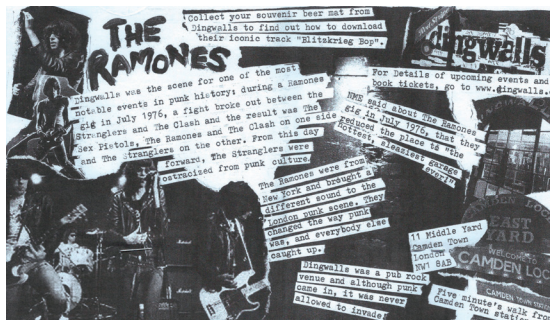 THE
RAMONES
Collect your souvenir beer mat from
Dingwalls to find out how to download
their iconic track "Blitzkrieg Bop".
Dingwalls was the scene for one of the most
notable events in punk history: during a Ramones
gig in July 1976, a fight broke out between the
Stranglers and The Clash and the result was The
Sex Pistols, The Ramones and The Clash on one side
and The Stranglers on the other. From this day
forward, The Stranglers were
ostracized from punk culture.
dingwalls
For Details of upcoming events and
book tickets, go to www.dingwalls.
NME said about The Ramones
gig in July 1976, that they
reduced the place to "the
hottest, sleaziest garage
ever!"
The Ramones were from
New York and brought a
different sound to the
London punk scene. They
changed the way punk
was, and everybody else
caught up.
Dingwalls was a pub rock
venue and although punk
came in, it was never
allowed to invade
CAMDEN LOCK
EAST
YARD
WELCOME TO
CAMDEN LOC
CAMDEN TOWN
11 Middle Yard
Camden Town
London
NW1 8AB
Five minute's walk from
Camden Town station
Marshall